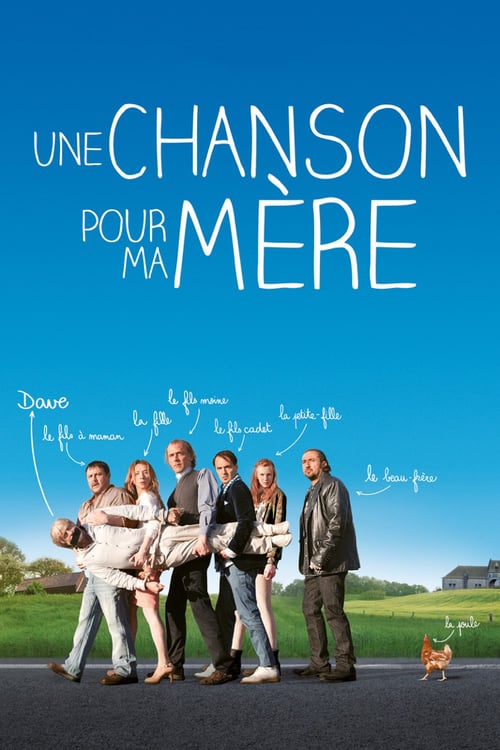 UNE CHANSON
POUR MA MÈRE
Dave
le fils à maman
la fille
le fils moine
le fils cadet
la petite-fille
le beau-frère
la poule